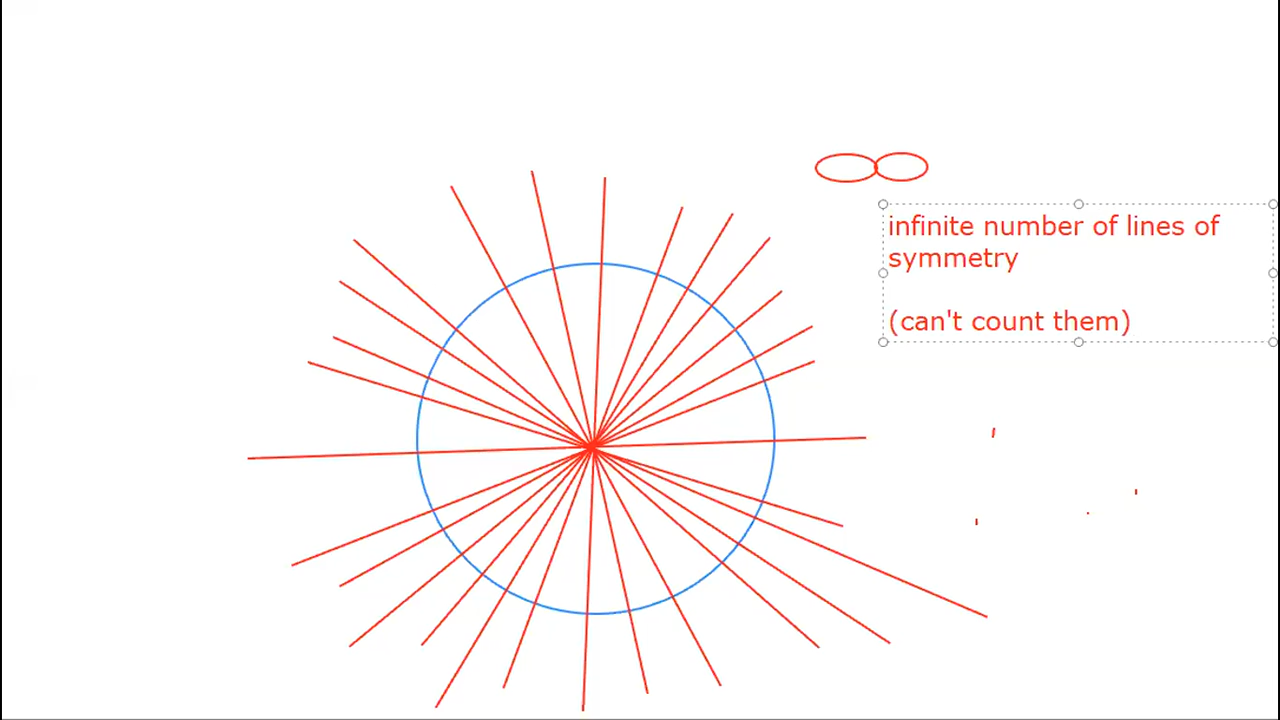 infinite number of lines of
symmetry
(can't count them)